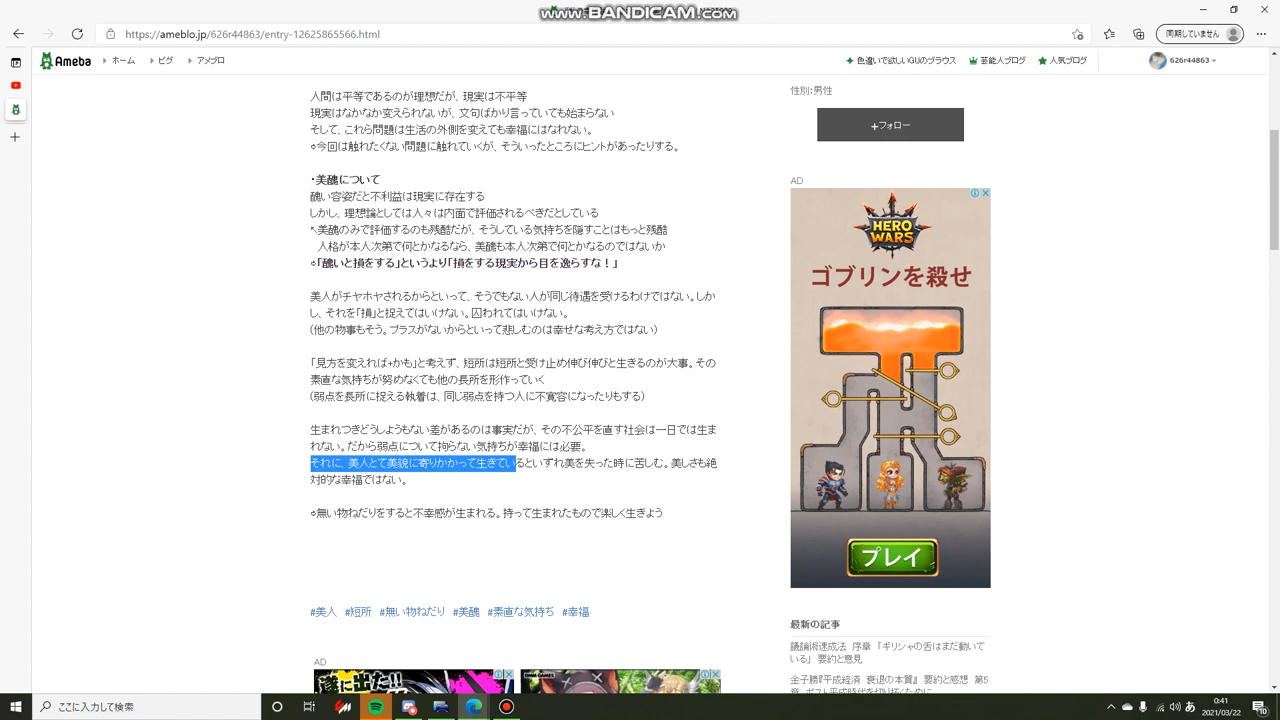 www.BANDICAM.com
https://ameblo.jp/626r44863/entry-12625865566.html
同期していません
Ameba
ホーム
ピグ
アメブロ
色違いで欲しいGUのブラウス
芸能人ブログ
人気ブログ
626r44863
人間は平等であるのが理想だが、現実は不平等
現実はなかなか変えられないが、文句ばかり言っていても始まらない
そして、これら問題は生活の外側を変えても幸福にはなれない。
⇨今回は触れたくない問題に触れていくが、そういったところにヒントがあったりする。
・美醜について
醜い容姿だと不利益は現実に存在する
しかし、理想論としては人々は内面で評価されるべきだとしている
↖美醜のみで評価するのも残酷だが、そうしている気持ちを隠すことはもっと残酷
人格が本人次第で何とかなるなら、美醜も本人次第で何とかなるのではないか
⇨「醜いと損をする」というより「損をする現実から目を逸らすな！」
美人がチヤホヤされるからといって、そうでない人が同じ待遇を受けるわけではない。しか
し、それを「損」と捉えてはいけない。囚われてはいけない。
（他の物事もそう。プラスがないからといって悲しむのは幸せな考え方ではない）
「見方を変えれば+かも」と考えず、短所は短所と受け止め伸び伸びと生きるのが大事。その
素直な気持ちが努めなくても他の長所を形作っていく
（弱点を長所に捉える執着は、同じ弱点を持つ人に不寛容になったりもする）
生まれつきどうしようもない差があるのは事実だが、その不公平を直す社会は一日では生ま
れない。だから弱点について拘らない気持ちが幸福には必要。
それに、美人とて美貌に寄りかかって生きているといずれ美を失った時に苦しむ。美しさも絶
対的な幸福ではない。
⇨無い物ねだりをすると不幸感が生まれる。持って生まれたもので楽しく生きよう
#美人 #短所 #無い物ねだり #美醜 #素直な気持ち #幸福
AD
性別:男性
+フォロー
AD
HERO
WARS
ゴブリンを殺せ
プレイ
最新の記事
議論術速成法 序章 「ギリシャの舌はまだ動いて
いる」 要約と意見
金子勝『平成経済 衰退の本質』 要約と感想 第5
DMM GAMES
ここに入力して検索
あ
0:41
2021/03/22